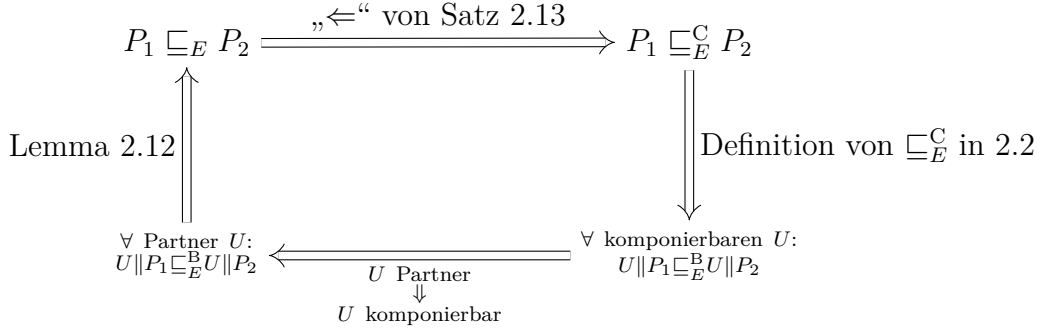 „⇐“ von Satz 2.13
P₁ ⊑_E P₂
P₁ ⊑_E^C P₂
Lemma 2.12
Definition von ⊑_E^C in 2.2
∀ Partner U:
U‖P₁⊑_E^B U‖P₂
∀ komponierbaren U:
U‖P₁⊑_E^B U‖P₂
U Partner
⇓
U komponierbar